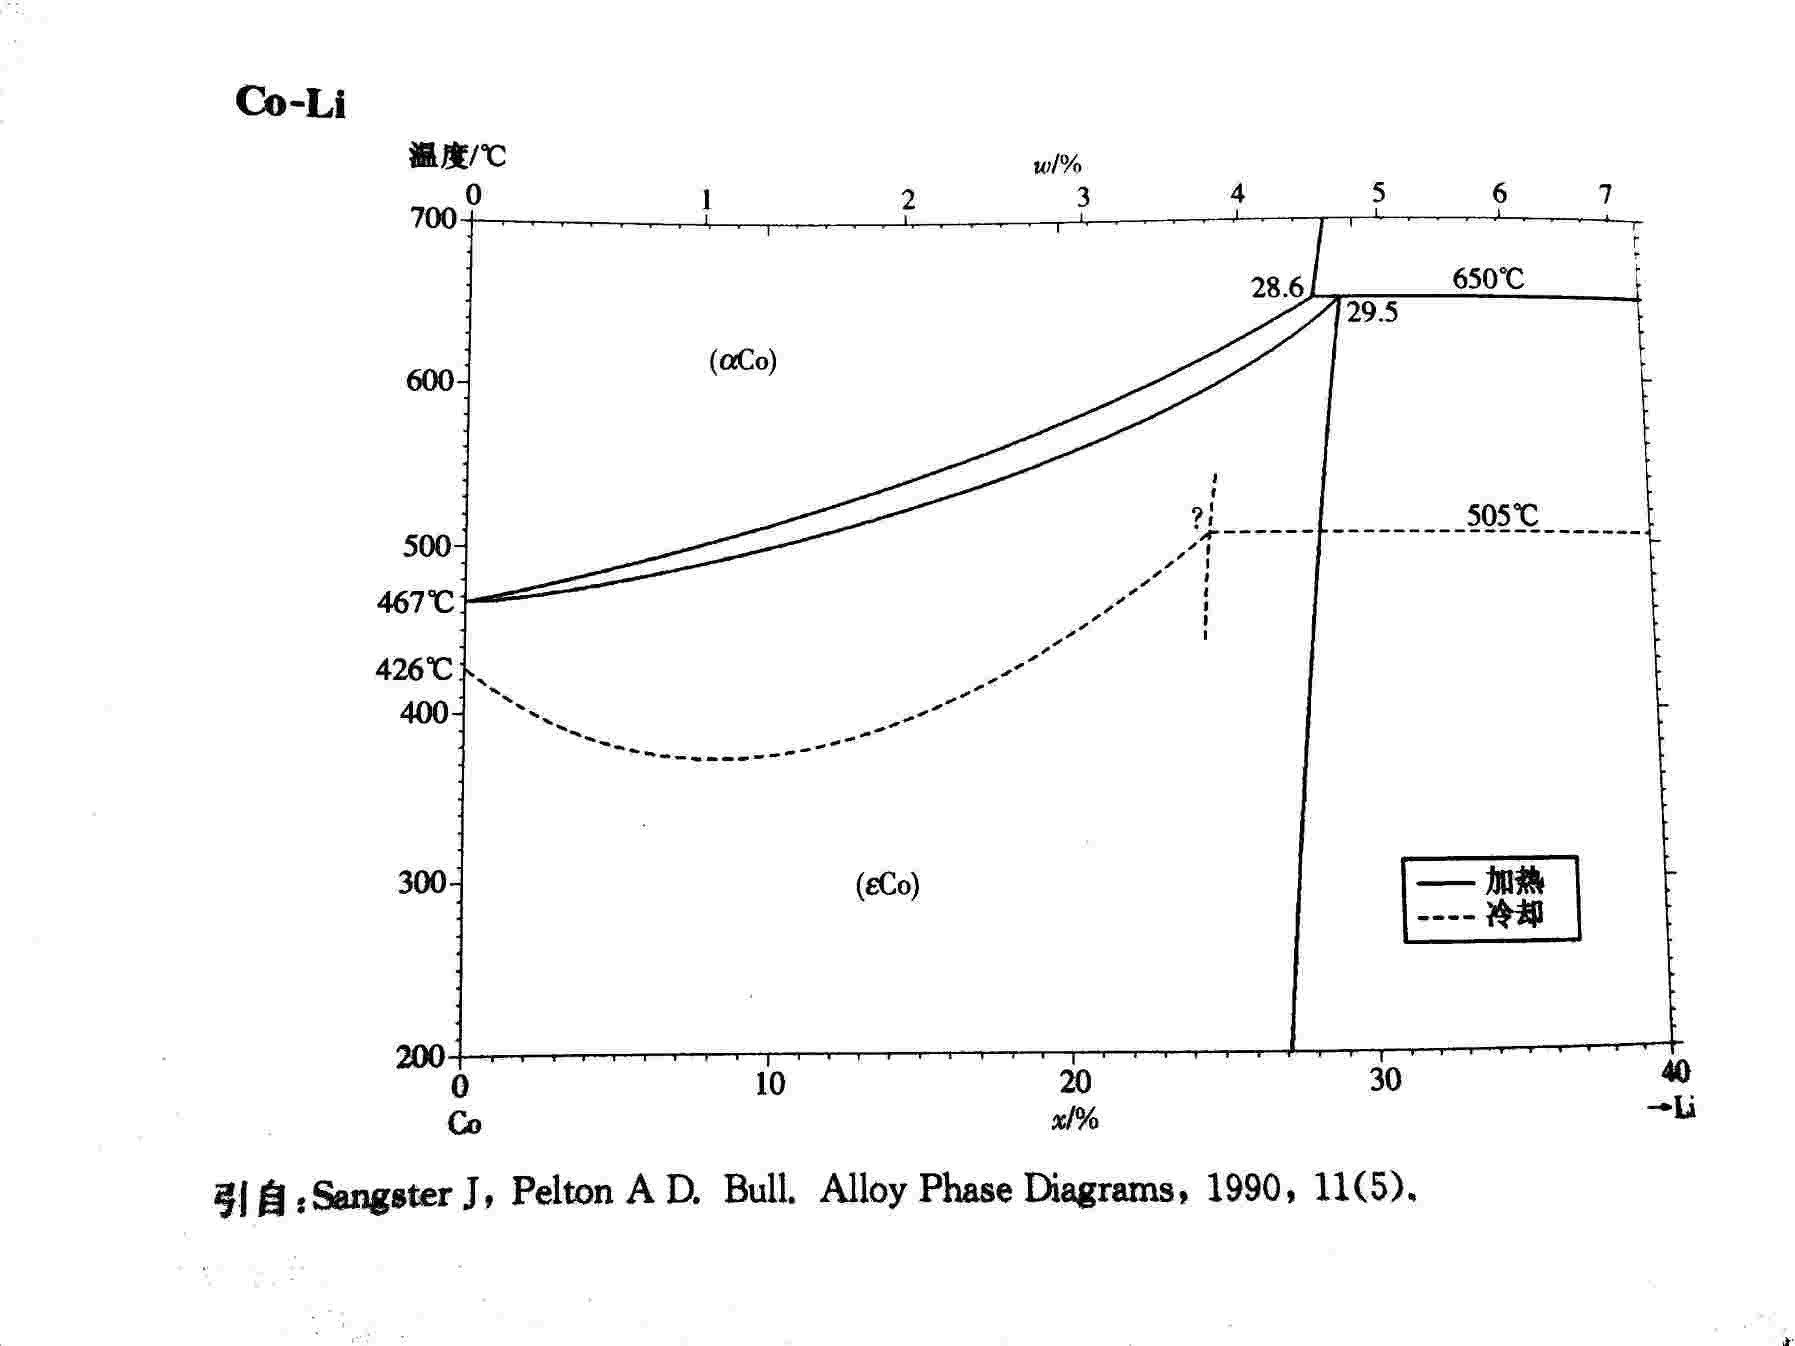 Co-Li
温度/℃
w/%
0 1 2 3 4 5 6 7
700
28.6
650℃
29.5
(αCo)
600
?
505℃
500
467℃
426℃
400
300
(εCo)
加热
冷却
200
0 10 20 30 40
Co x/% →Li
引自:Sangster J, Pelton A D. Bull. Alloy Phase Diagrams, 1990, 11(5).